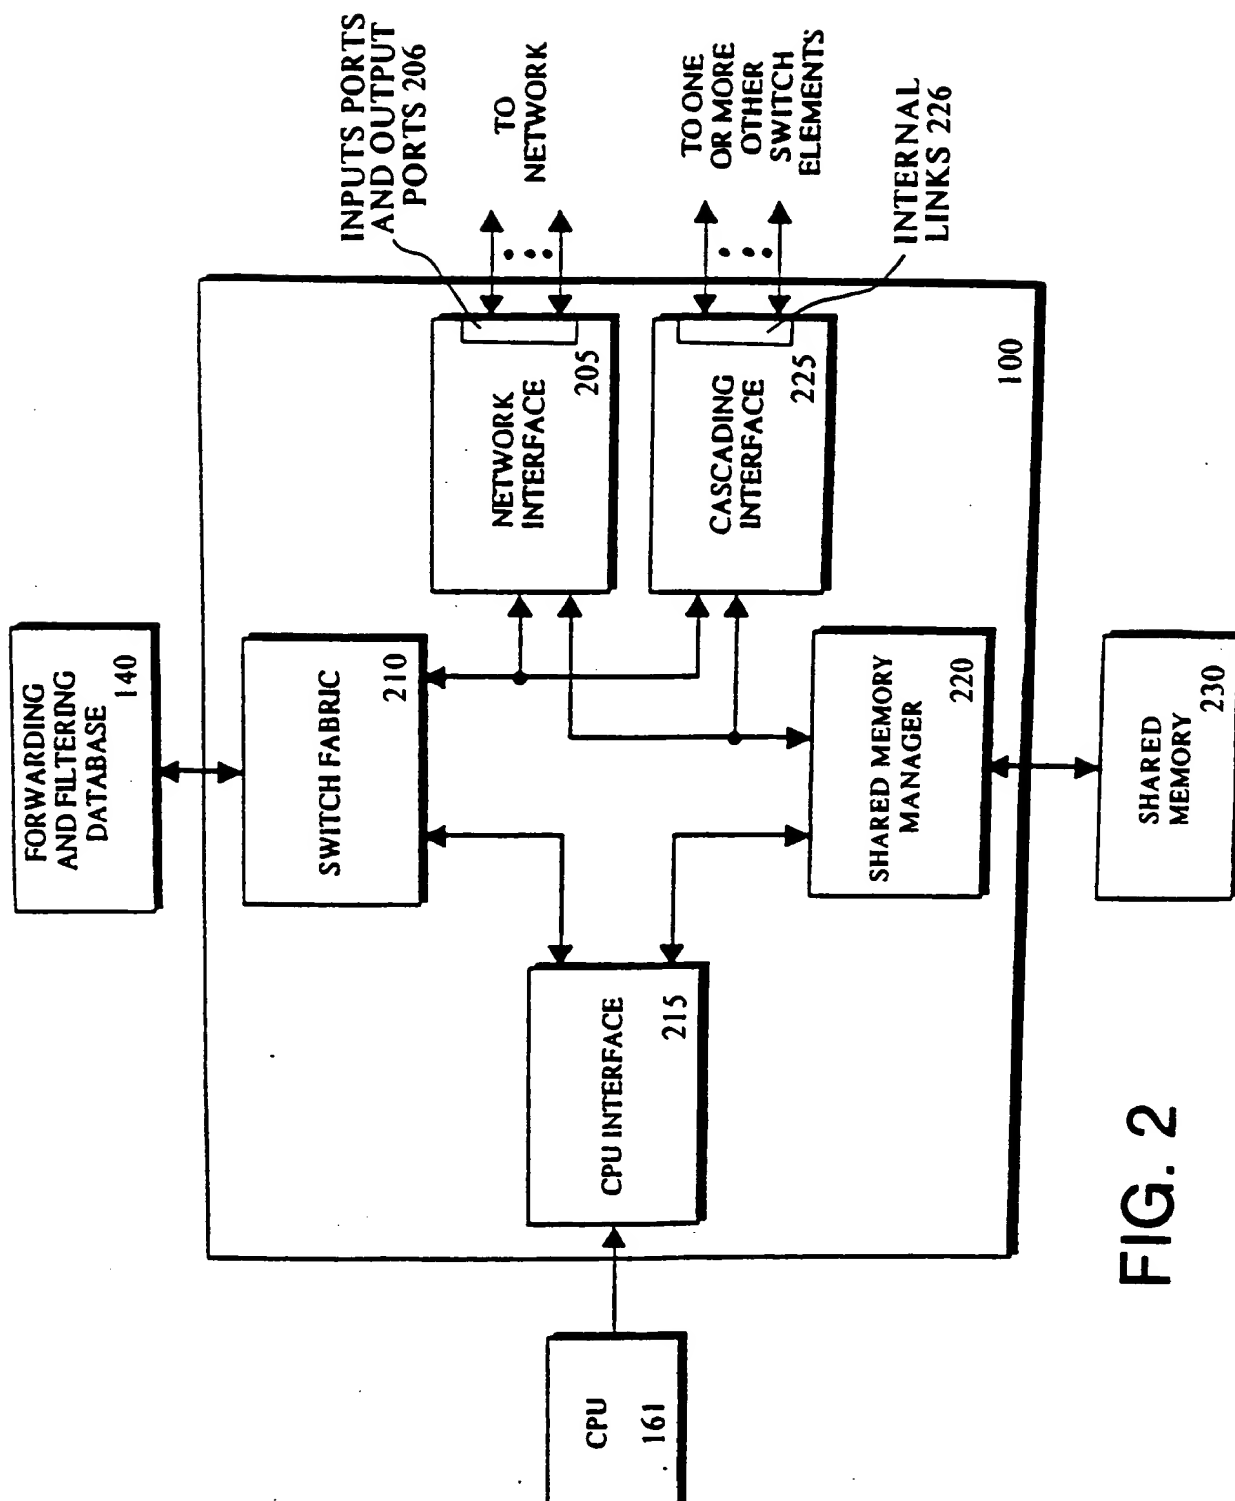 FORWARDING
AND FILTERING
DATABASE
140
SWITCH FABRIC
210
INPUTS PORTS
AND OUTPUT
PORTS 206
TO
NETWORK
NETWORK
INTERFACE
205
TO ONE
OR MORE
OTHER
SWITCH
ELEMENTS
CASCADING
INTERFACE
225
INTERNAL
LINKS 226
CPU
161
CPU INTERFACE
215
SHARED MEMORY
MANAGER
220
100
SHARED
MEMORY
230
FIG. 2